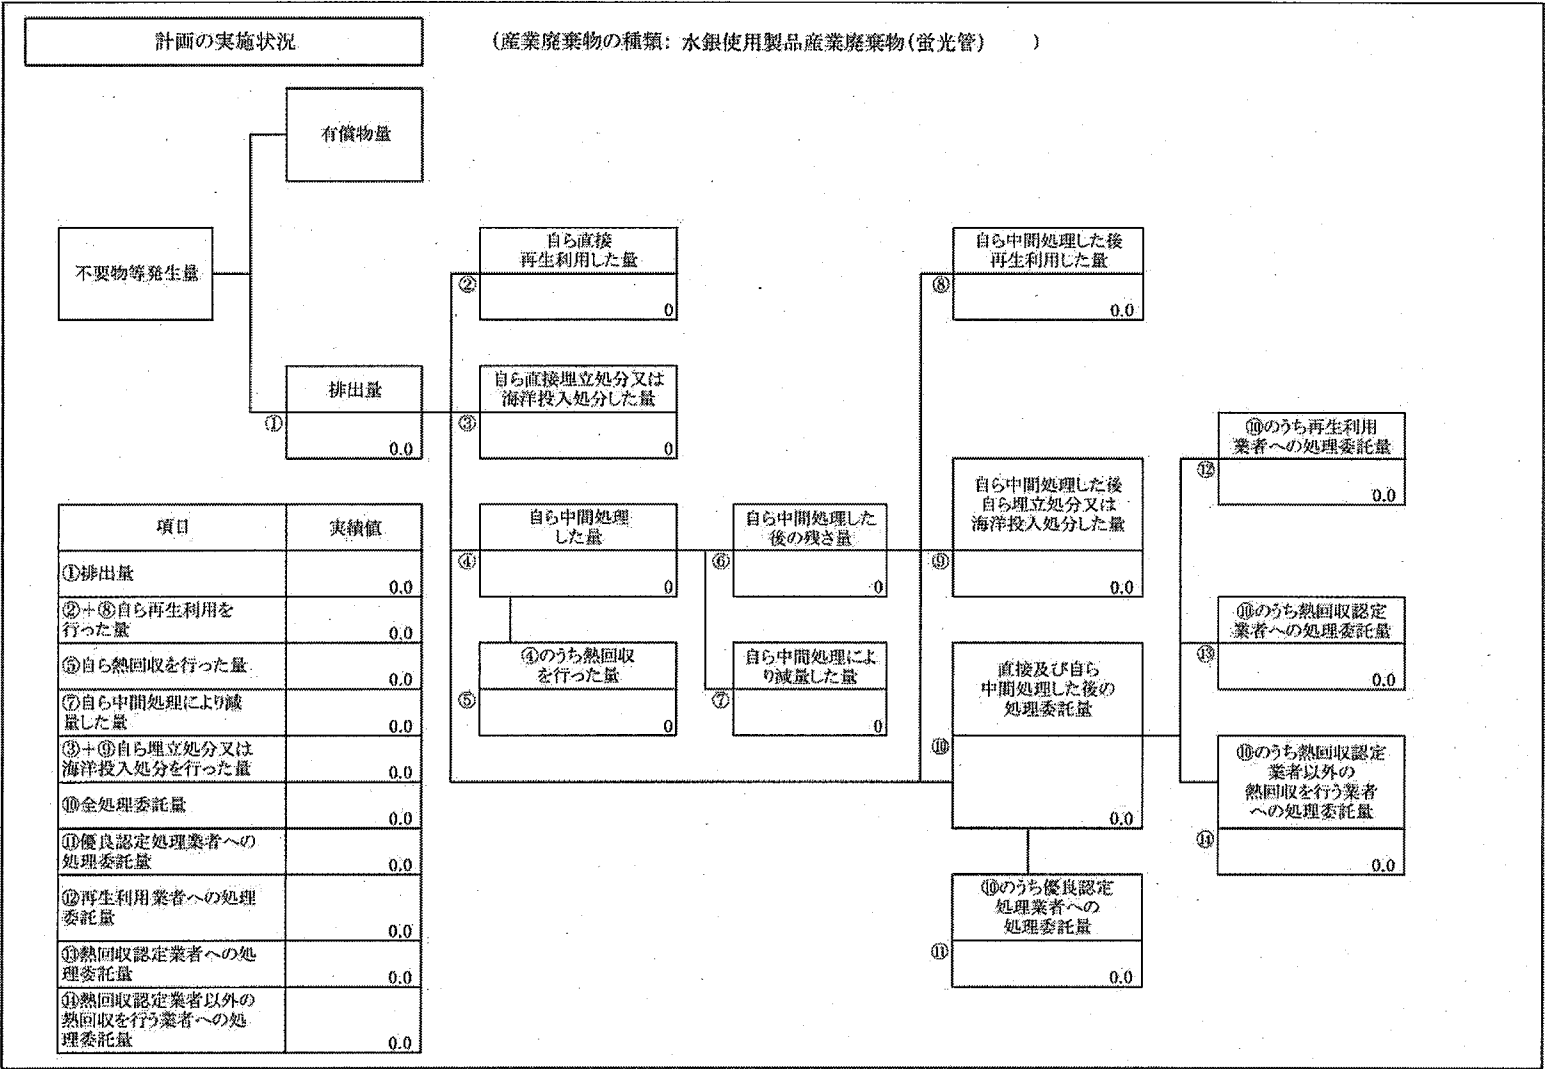 計画の実施状況
(産業廃棄物の種類: 水銀使用製品産業廃棄物(蛍光管) )
有償物量
不要物等発生量
自ら直接
再生利用した量
②
0
自ら中間処理した後
再生利用した量
⑧
0.0
排出量
①
0.0
自ら直接埋立処分又は
海洋投入処分した量
③
0
⑩のうち再生利用
業者への処理委託量
⑫
0.0
自ら中間処理
した量
④
0
自ら中間処理した
後の残さ量
⑥
0
自ら中間処理した後
自ら埋立処分又は
海洋投入処分した量
⑨
0.0
⑩のうち熱回収認定
業者への処理委託量
⑬
0.0
④のうち熱回収
を行った量
⑤
0
自ら中間処理によ
り減量した量
⑦
0
直接及び自ら
中間処理した後の
処理委託量
⑩
0.0
⑩のうち熱回収認定
業者以外の
熱回収を行う業者
への処理委託量
⑭
0.0
⑩のうち優良認定
処理業者への
処理委託量
⑪
0.0
項目 実績値
①排出量
0.0
②+⑧自ら再生利用を
行った量
0.0
⑤自ら熱回収を行った量
0.0
⑦自ら中間処理により減
量した量
0.0
③+⑨自ら埋立処分又は
海洋投入処分を行った量
0.0
⑩全処理委託量
0.0
⑪優良認定処理業者への
処理委託量
0.0
⑫再生利用業者への処理
委託量
0.0
⑬熱回収認定業者への処
理委託量
0.0
⑭熱回収認定業者以外の
熱回収を行う業者への処
理委託量
0.0